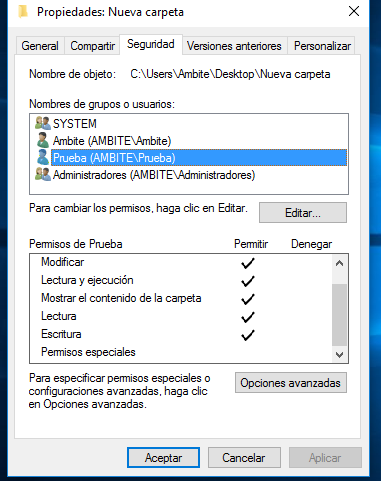 Propiedades: Nueva carpeta
General Compartir Seguridad Versiones anteriores Personalizar
Nombre de objeto: C:\Users\Ambite\Desktop\Nueva carpeta
Nombres de grupos o usuarios:
SYSTEM
Ambite (AMBITE\Ambite)
Prueba (AMBITE\Prueba)
Administradores (AMBITE\Administradores)
Para cambiar los permisos, haga clic en Editar. Editar...
Permisos de Prueba Permitir Denegar
Modificar
Lectura y ejecución
Mostrar el contenido de la carpeta
Lectura
Escritura
Permisos especiales
Para especificar permisos especiales o
configuraciones avanzadas, haga clic
en Opciones avanzadas.
Opciones avanzadas
Aceptar Cancelar Aplicar